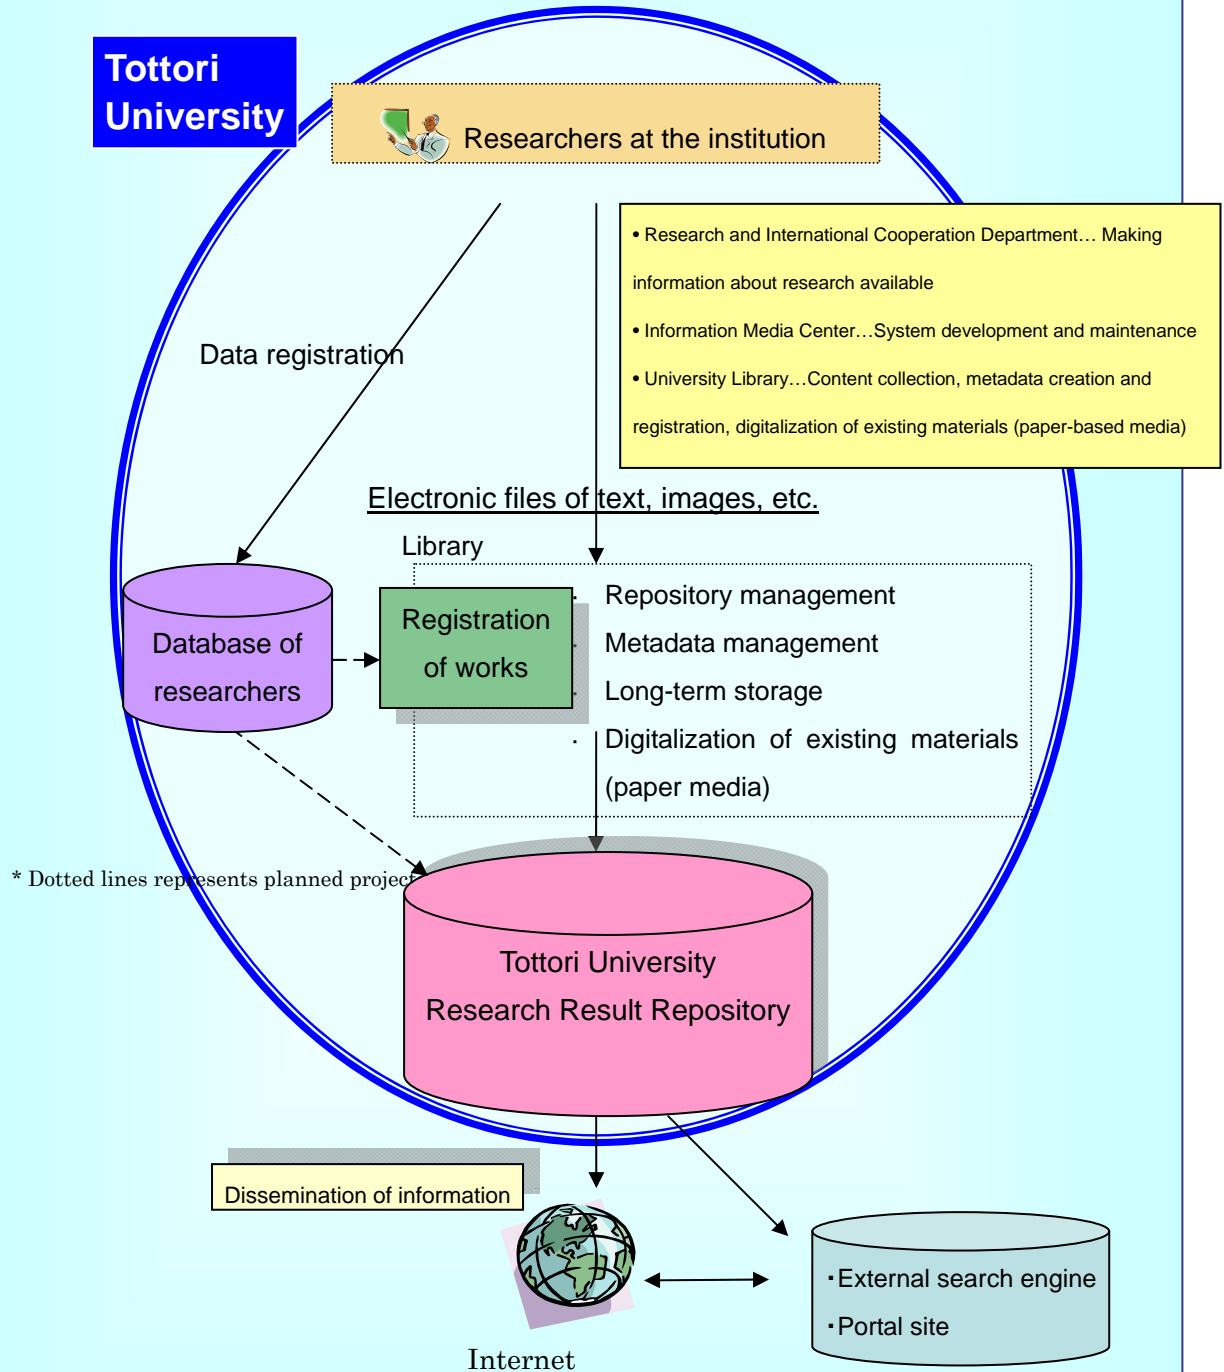 Tottori
University
Researchers at the institution
• Research and International Cooperation Department… Making
information about research available
• Information Media Center…System development and maintenance
• University Library…Content collection, metadata creation and
registration, digitalization of existing materials (paper-based media)
Data registration
Electronic files of text, images, etc.
Library
Database of
researchers
Registration
of works
· Repository management
· Metadata management
· Long-term storage
· Digitalization of existing materials
(paper media)
* Dotted lines represents planned project
Tottori University
Research Result Repository
Dissemination of information
Internet
·External search engine
·Portal site